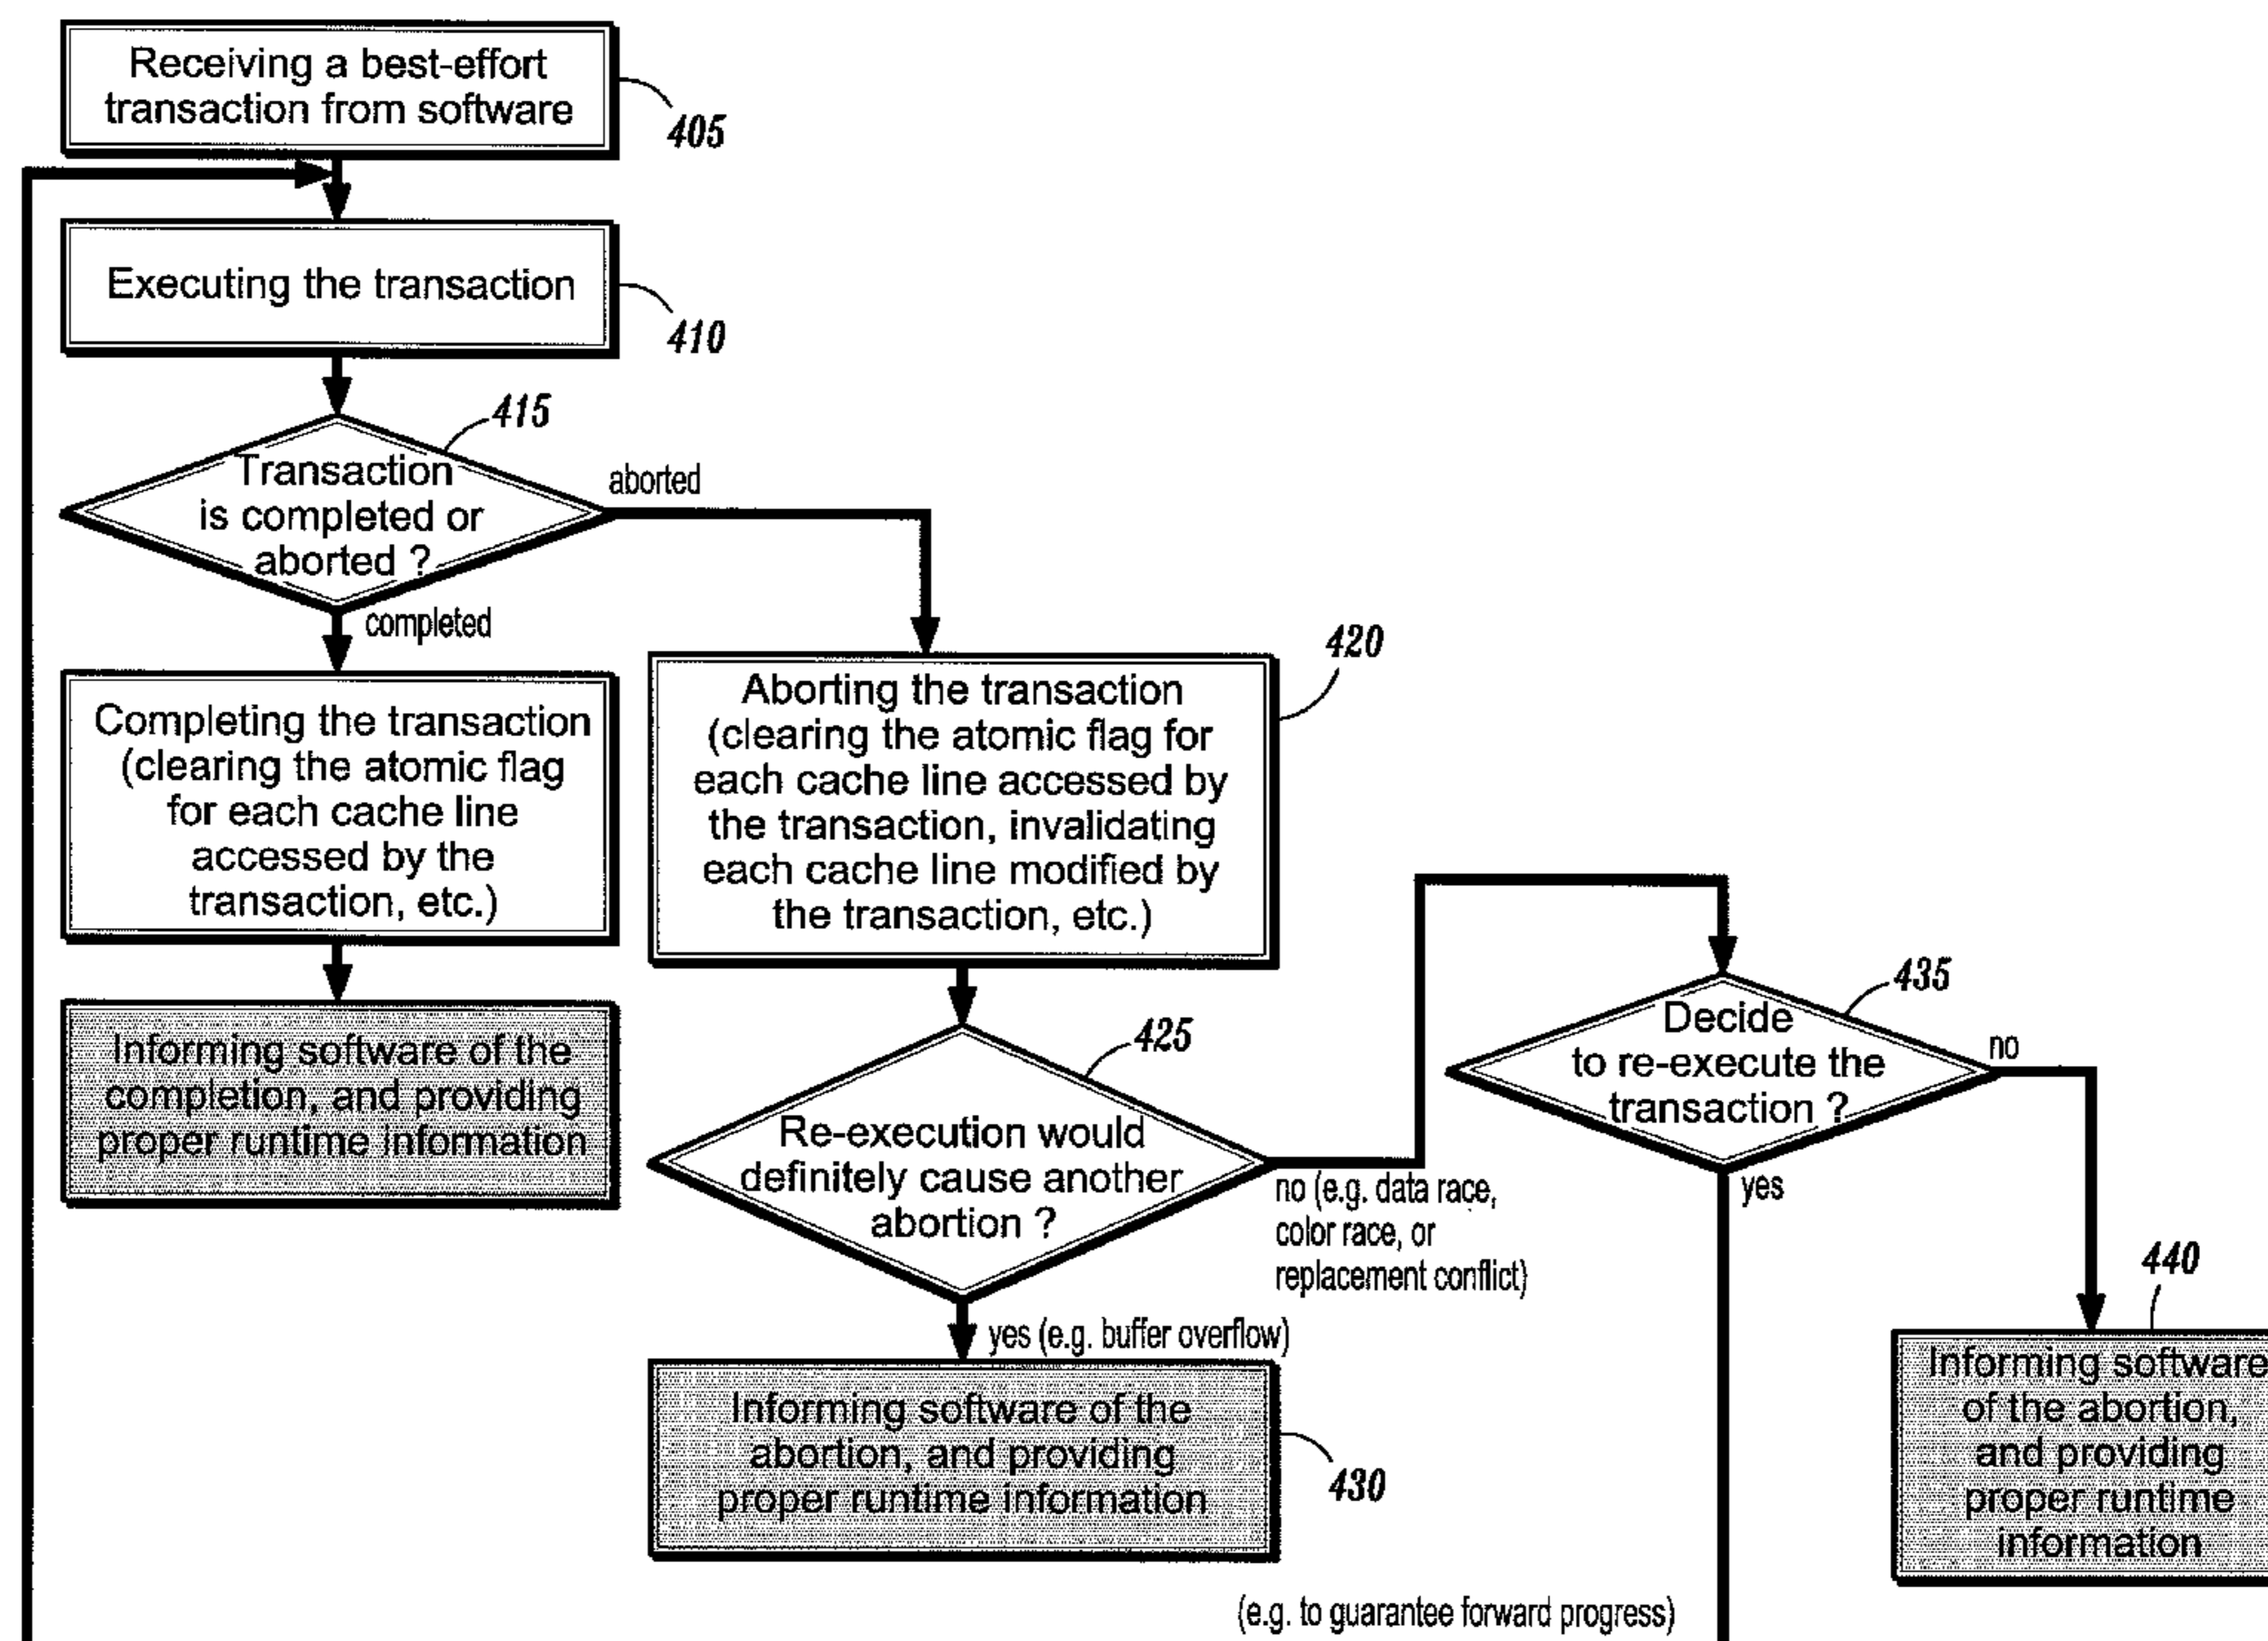 Receiving a best-effort
transaction from software
405
Executing the transaction
410
415
Transaction
is completed or
aborted ?
aborted
completed
Completing the transaction
(clearing the atomic flag
for each cache line
accessed by the
transaction, etc.)
420
Aborting the transaction
(clearing the atomic flag for
each cache line accessed by
the transaction, invalidating
each cache line modified by
the transaction, etc.)
Informing software of the
completion, and providing
proper runtime information
425
Re-execution would
definitely cause another
abortion ?
no (e.g. data race,
color race, or
replacement conflict)
yes (e.g. buffer overflow)
435
Decide
to re-execute the
transaction ?
no
yes
Informing software of the
abortion, and providing
proper runtime information
430
440
Informing software
of the abortion,
and providing
proper runtime
information
(e.g. to guarantee forward progress)